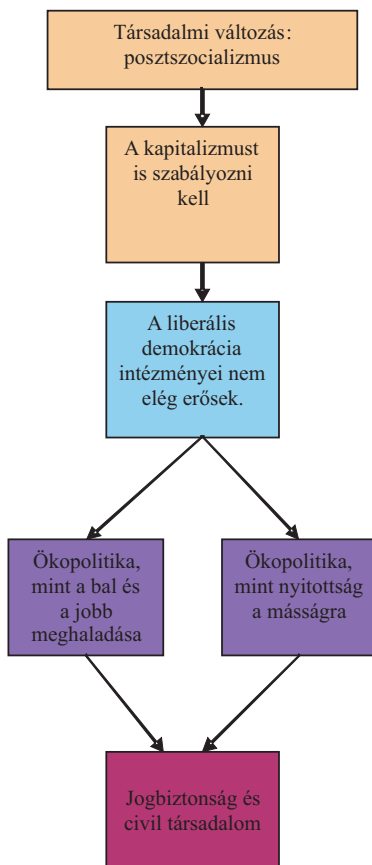 Társadalmi változás:
posztszocializmus
A kapitalizmust
is szabályozni
kell
A liberális
demokrácia
intézményei nem
elég erősek.
Ökopolitika,
mint a bal és
a jobb
meghaladása
Ökopolitika,
mint nyitottság
a másságra
Jogbiztonság és
civil társadalom